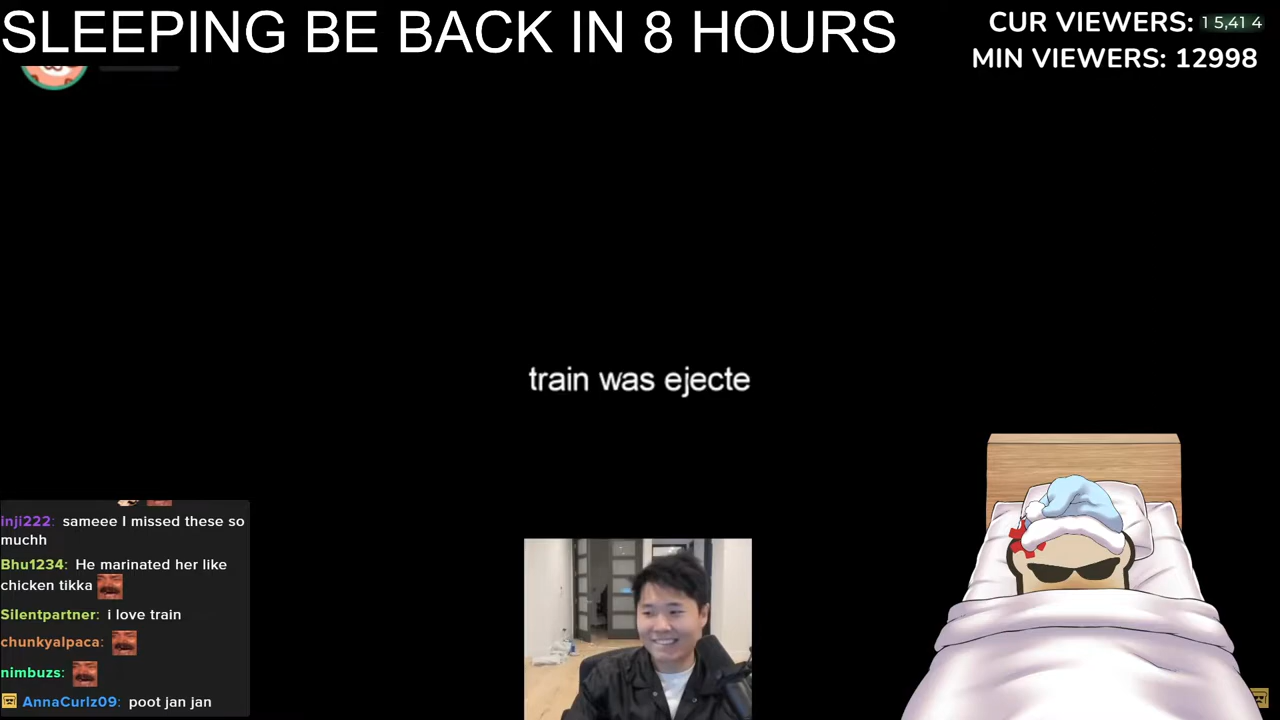 SLEEPING BE BACK IN 8 HOURS
CUR VIEWERS: 15,414
MIN VIEWERS: 12998
train was ejecte
inji222: sameee I missed these so
muchh
Bhu1234: He marinated her like
chicken tikka
Silentpartner: i love train
chunkyalpaca:
nimbuzs:
AnnaCurlz09: poot jan jan